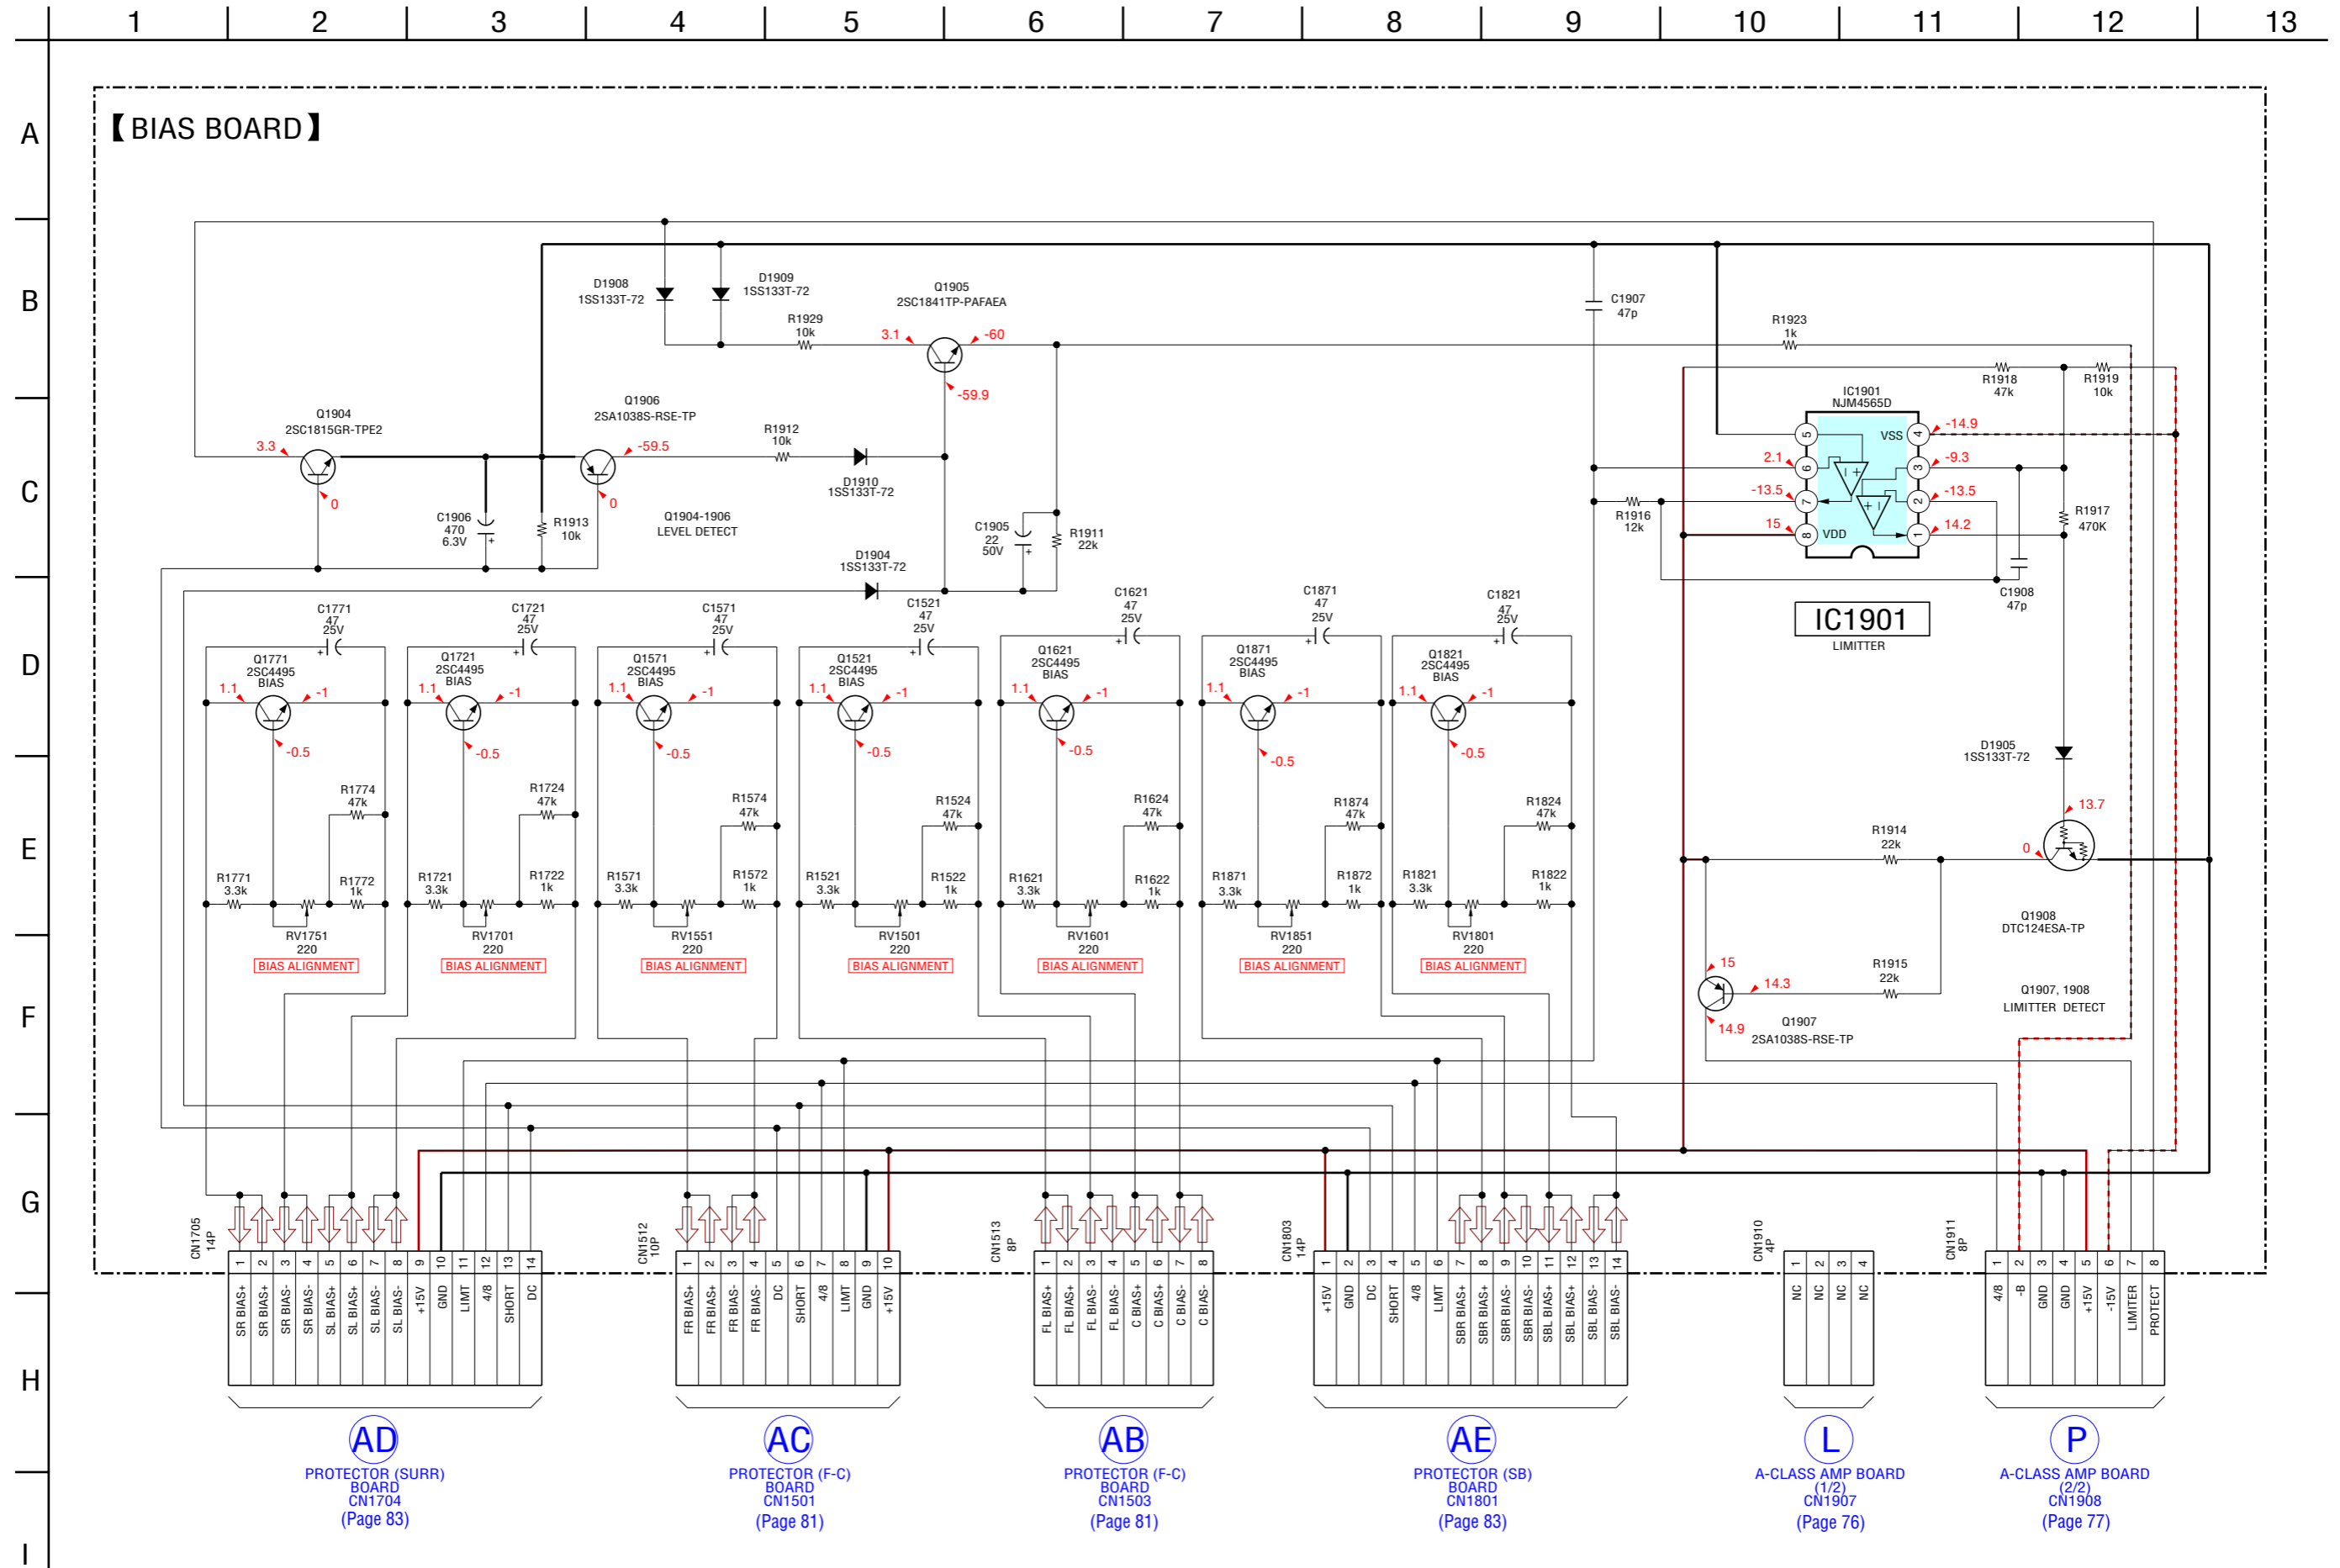 1 2 3 4 5 6 7 8 9 10 11 12 13
A
B
C
D
E
F
G
H
I
【BIAS BOARD】
D1908
1SS133T-72
D1909
1SS133T-72
R1929
10k
Q1905
2SC1841TP-PAFAEA
3.1
-60
-59.9
C1907
47p
R1923
1k
R1918
47k
R1919
10k
Q1904
2SC1815GR-TPE2
3.3
0
Q1906
2SA1038S-RSE-TP
-59.5
0
R1912
10k
D1910
1SS133T-72
C1906
470
6.3V
R1913
10k
Q1904-1906
LEVEL DETECT
D1904
1SS133T-72
C1905
22
50V
R1911
22k
R1916
12k
IC1901
NJM4565D
5
6
7
8
VSS
VDD
4
3
2
1
2.1
-13.5
15
-14.9
-9.3
-13.5
14.2
R1917
470K
C1908
47p
IC1901
LIMITTER
C1771
47
25V
Q1771
2SC4495
BIAS
1.1
-1
-0.5
C1721
47
25V
Q1721
2SC4495
BIAS
1.1
-1
-0.5
C1571
47
25V
Q1571
2SC4495
BIAS
1.1
-1
-0.5
C1521
47
25V
Q1521
2SC4495
BIAS
1.1
-1
-0.5
C1621
47
25V
Q1621
2SC4495
BIAS
1.1
-1
-0.5
C1871
47
25V
Q1871
2SC4495
BIAS
1.1
-1
-0.5
C1821
47
25V
Q1821
2SC4495
BIAS
1.1
-1
-0.5
R1774
47k
R1771
3.3k
R1772
1k
RV1751
220
BIAS ALIGNMENT
R1724
47k
R1721
3.3k
R1722
1k
RV1701
220
BIAS ALIGNMENT
R1574
47k
R1571
3.3k
R1572
1k
RV1551
220
BIAS ALIGNMENT
R1524
47k
R1521
3.3k
R1522
1k
RV1501
220
BIAS ALIGNMENT
R1624
47k
R1621
3.3k
R1622
1k
RV1601
220
BIAS ALIGNMENT
R1874
47k
R1871
3.3k
R1872
1k
RV1851
220
BIAS ALIGNMENT
R1824
47k
R1821
3.3k
R1822
1k
RV1801
220
BIAS ALIGNMENT
D1905
1SS133T-72
13.7
0
R1914
22k
Q1908
DTC124ESA-TP
R1915
22k
15
14.3
14.9
Q1907
2SA1038S-RSE-TP
Q1907, 1908
LIMITTER DETECT
CN1705
14P
1 2 3 4 5 6 7 8 9 10 11 12 13 14
SR BIAS+
SR BIAS+
SR BIAS-
SR BIAS-
SL BIAS+
SL BIAS+
SL BIAS-
SL BIAS-
+15V
GND
LIMT
4/8
SHORT
DC
CN1512
10P
1 2 3 4 5 6 7 8 9 10
FR BIAS+
FR BIAS+
FR BIAS-
FR BIAS-
DC
SHORT
4/8
LIMT
GND
+15V
CN1513
8P
1 2 3 4 5 6 7 8
FL BIAS+
FL BIAS+
FL BIAS-
FL BIAS-
C BIAS+
C BIAS+
C BIAS-
C BIAS-
CN1803
14P
1 2 3 4 5 6 7 8 9 10 11 12 13 14
+15V
GND
DC
SHORT
4/8
LIMT
SBR BIAS+
SBR BIAS+
SBR BIAS-
SBR BIAS-
SBL BIAS+
SBL BIAS+
SBL BIAS-
SBL BIAS-
CN1910
4P
1 2 3 4
NC
NC
NC
NC
CN1911
8P
1 2 3 4 5 6 7 8
4/8
-B
GND
GND
+15V
-15V
LIMITER
PROTECT
AD
PROTECTOR (SURR)
BOARD
CN1704
(Page 83)
AC
PROTECTOR (F-C)
BOARD
CN1501
(Page 81)
AB
PROTECTOR (F-C)
BOARD
CN1503
(Page 81)
AE
PROTECTOR (SB)
BOARD
CN1801
(Page 83)
L
A-CLASS AMP BOARD
(1/2)
CN1907
(Page 76)
P
A-CLASS AMP BOARD
(2/2)
CN1908
(Page 77)